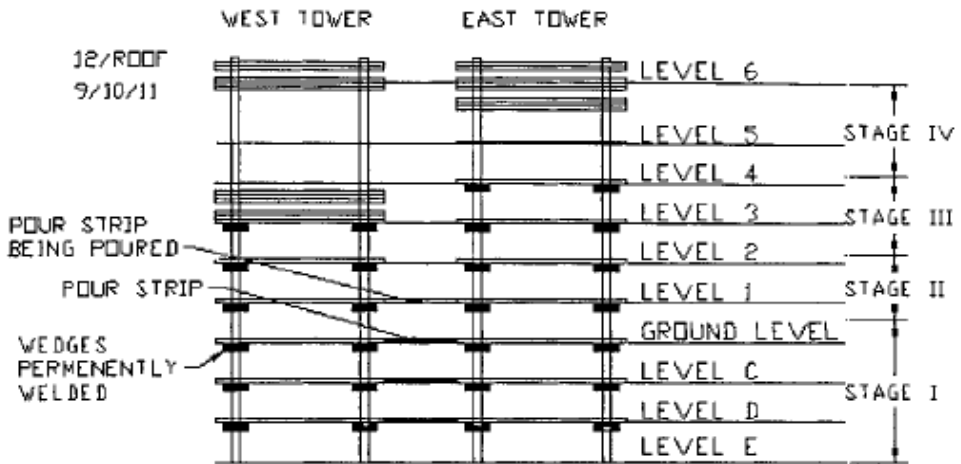 WEST TOWER
EAST TOWER
12/ROOF
9/10/11
LEVEL 6
LEVEL 5
STAGE IV
LEVEL 4
POUR STRIP
BEING POURED
LEVEL 3
STAGE III
LEVEL 2
POUR STRIP
LEVEL 1
STAGE II
GROUND LEVEL
WEDGES
PERMENENTLY
WELDED
LEVEL C
STAGE I
LEVEL D
LEVEL E